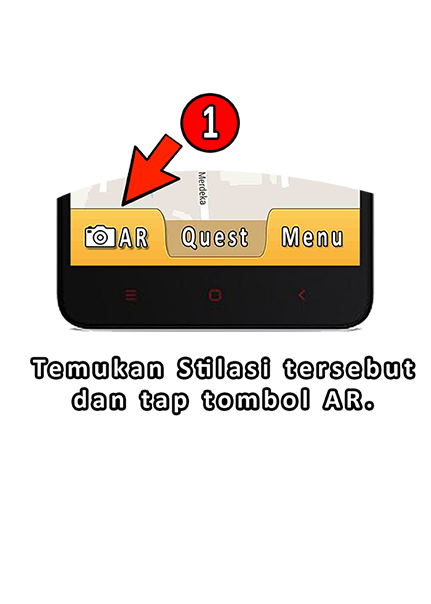 1
Merdeka
AR Quest Menu
Temukan Stilasi tersebut
dan tap tombol AR.